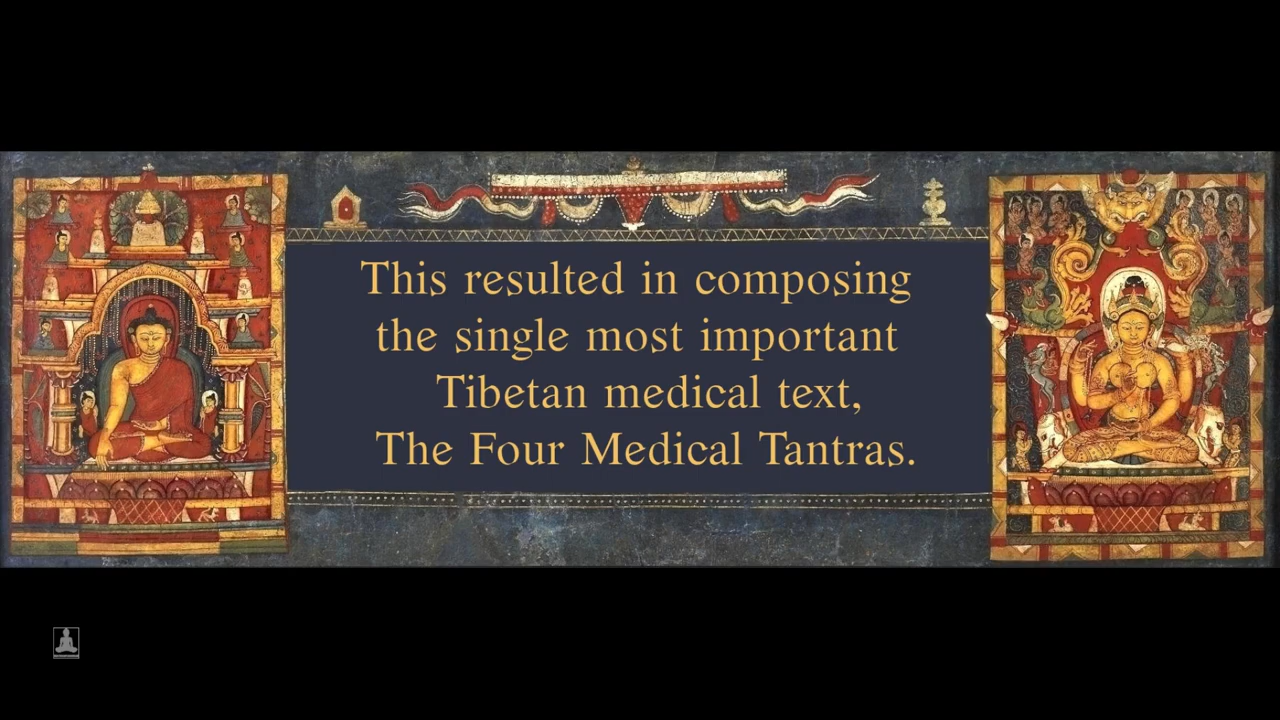 This resulted in composing
the single most important
Tibetan medical text,
The Four Medical Tantras.